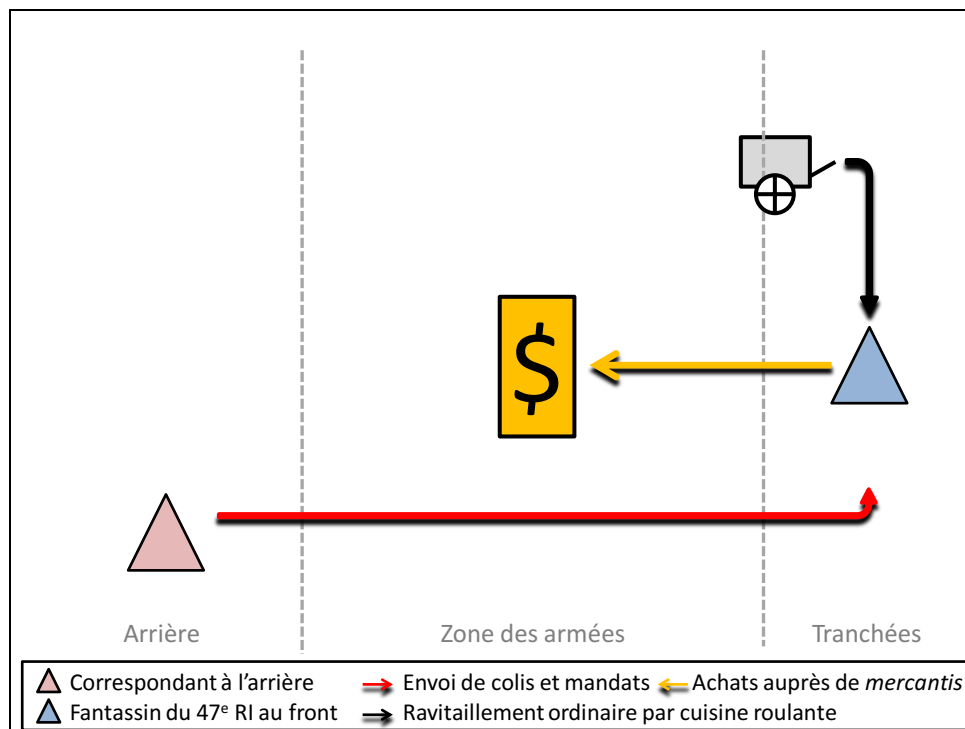 $
Arrière
Zone des armées
Tranchées
Correspondant à l'arrière
Envoi de colis et mandats
Achats auprès de mercantis
Fantassin du 47e RI au front
Ravitaillement ordinaire par cuisine roulante